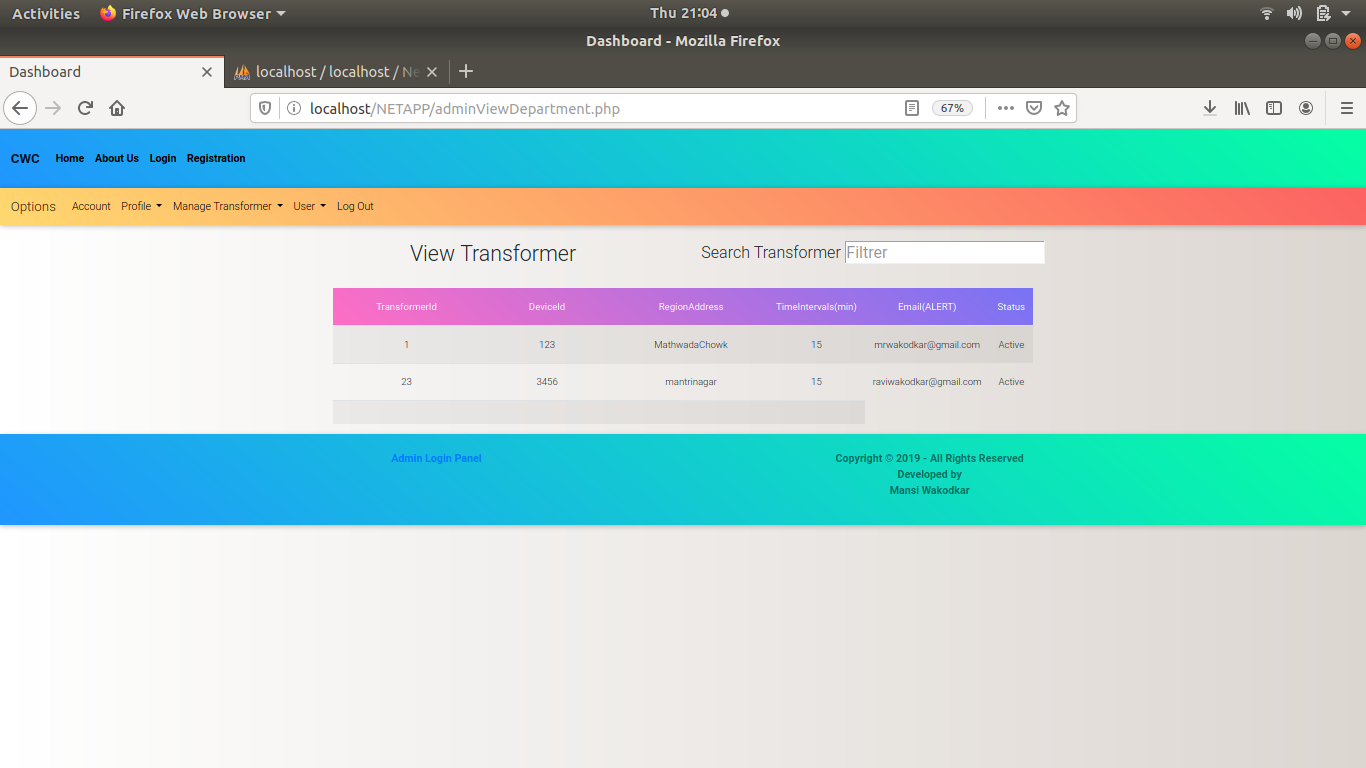 Activities Firefox Web Browser Thu 21:04
Dashboard - Mozilla Firefox
Dashboard localhost / localhost / Ne
localhost/NETAPP/adminViewDepartment.php 67%
CWC Home About Us Login Registration
Options Account Profile Manage Transformer User Log Out
View Transformer Search Transformer Filtrer
TransformerId DeviceId RegionAddress TimeIntervals(min) Email(ALERT) Status
1 123 MathwadaChowk 15 mrwakodkar@gmail.com Active
23 3456 mantrinagar 15 raviwakodkar@gmail.com Active
Admin Login Panel Copyright © 2019 - All Rights Reserved
Developed by
Mansi Wakodkar